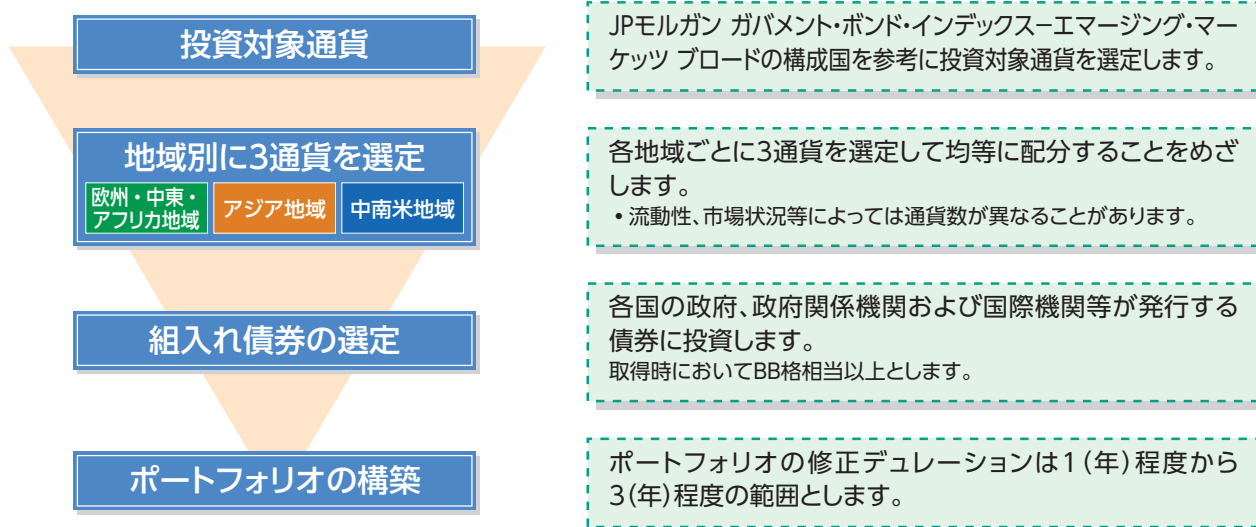 投資対象通貨
JPモルガン ガバメント・ボンド・インデックス−エマージング・マー
ケッツ ブロードの構成国を参考に投資対象通貨を選定します。
地域別に3通貨を選定
欧州・中東・
アフリカ地域
アジア地域
中南米地域
各地域ごとに3通貨を選定して均等に配分することをめざ
します。
• 流動性、市場状況等によっては通貨数が異なることがあります。
組入れ債券の選定
各国の政府、政府関係機関および国際機関等が発行する
債券に投資します。
取得時においてBB格相当以上とします。
ポートフォリオの構築
ポートフォリオの修正デュレーションは1(年)程度から
3(年)程度の範囲とします。